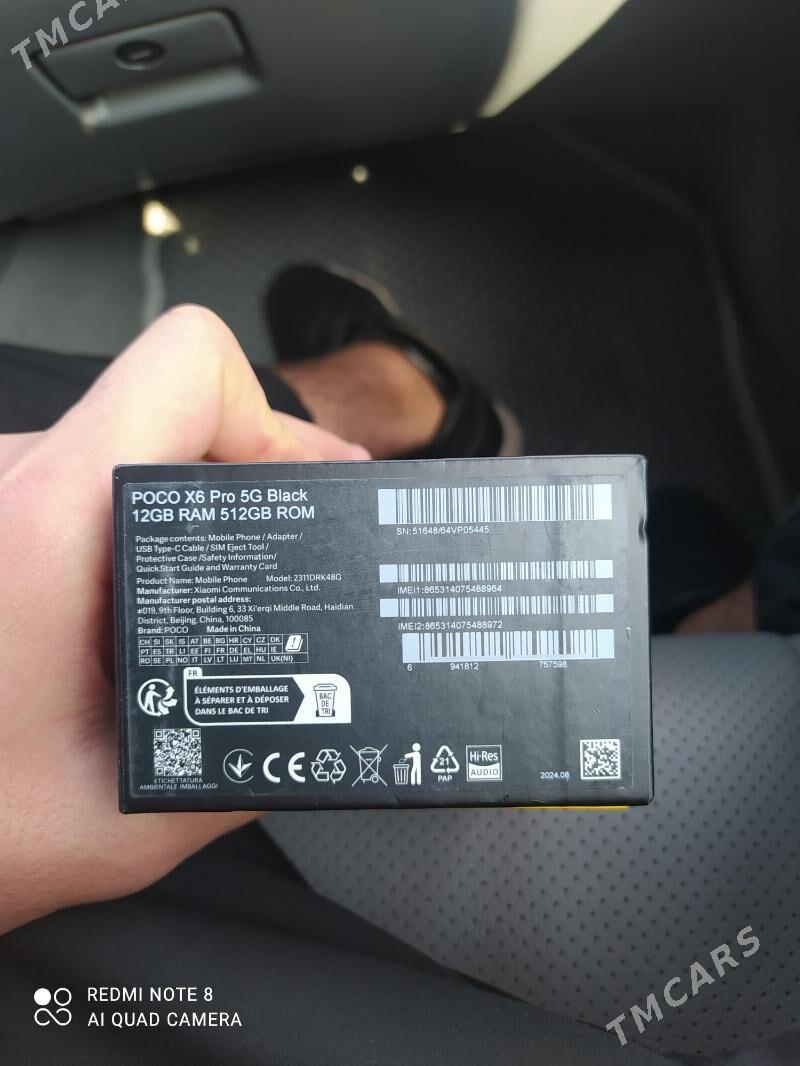 TMCARS
POCO X6 Pro 5G Black
12GB RAM 512GB ROM
Package contents: Mobile Phone / Adapter /
USB Type-C Cable / SIM Eject Tool /
Protective Case /Safety Information/
Quick Start Guide and Warranty Card
Product Name: Mobile Phone Model: 2311DRK48G
Manufacturer: Xiaomi Communications Co., Ltd.
Manufacturer postal address:
#019, 9th Floor, Building 6, 33 Xi'erqi Middle Road, Haidian
District, Beijing, China, 100085
Brand: POCO Made in China
CH SI SK IS AT BE BG HR CY CZ DK
PT ES TR LI EE FI FR DE EL HU IE
RO SE PL NO IT LV LT LU MT NL UK(NI)
SN:51648/64VP05445
IMEI1:865314075488964
IMEI2:865314075488972
6 941812 757598
FR
ÉLÉMENTS D'EMBALLAGE
À SÉPARER ET À DÉPOSER
DANS LE BAC DE TRI
BAC
DE
TRI
ETICHETTATURA
AMBIENTALE IMBALLAGGI
CE
21
PAP
Hi-Res
AUDIO
2024.08
REDMI NOTE 8
AI QUAD CAMERA
TMCARS